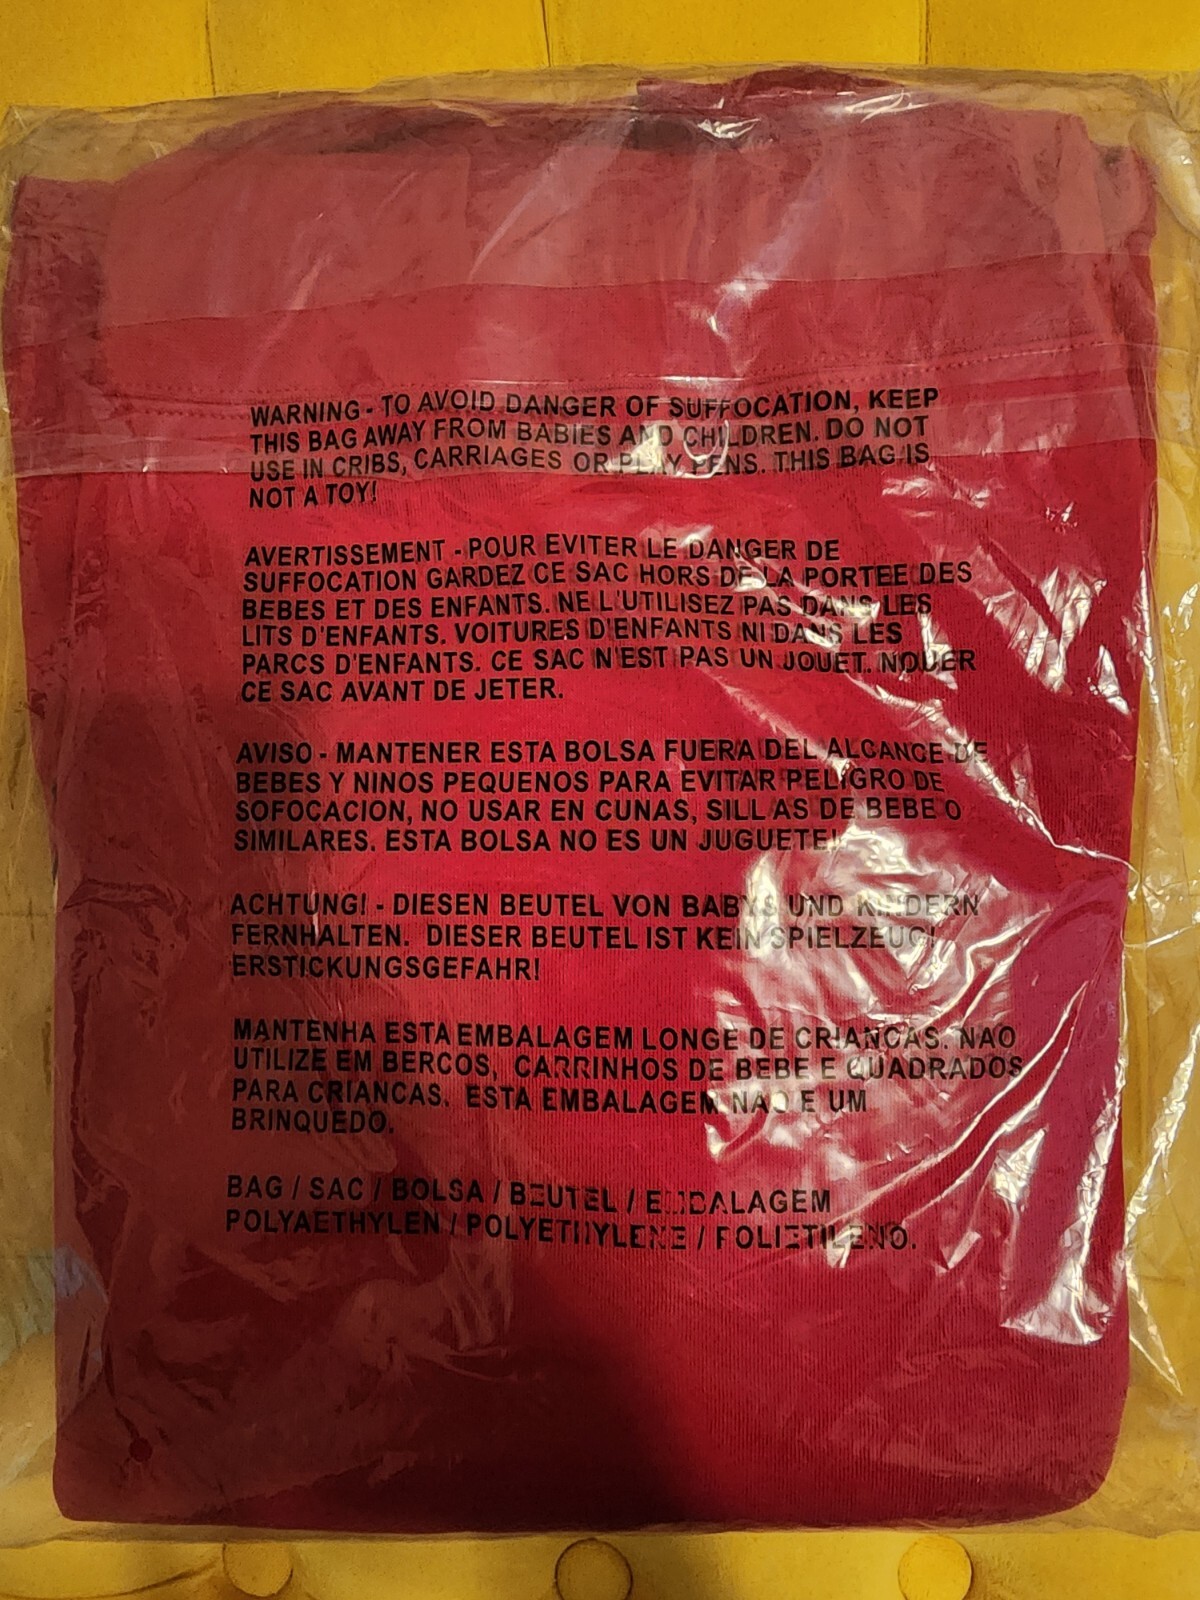 WARNING - TO AVOID DANGER OF SUFFOCATION, KEEP
THIS BAG AWAY FROM BABIES AND CHILDREN. DO NOT
USE IN CRIBS, CARRIAGES OR PLAY PENS. THIS BAG IS
NOT A TOY!
AVERTISSEMENT - POUR EVITER LE DANGER DE
SUFFOCATION GARDEZ CE SAC HORS DE LA PORTEE DES
BEBES ET DES ENFANTS. NE L'UTILISEZ PAS DANS LES
LITS D'ENFANTS. VOITURES D'ENFANTS NI DANS LES
PARCS D'ENFANTS. CE SAC N'EST PAS UN JOUET. NOUER
CE SAC AVANT DE JETER.
AVISO - MANTENER ESTA BOLSA FUERA DEL ALCANCE DE
BEBES Y NINOS PEQUENOS PARA EVITAR PELIGRO DE
SOFOCACION, NO USAR EN CUNAS, SILLAS DE BEBE O
SIMILARES. ESTA BOLSA NO ES UN JUGUETE!
ACHTUNG! - DIESEN BEUTEL VON BABYS UND KINDERN
FERNHALTEN. DIESER BEUTEL IST KEIN SPIELZEUG!
ERSTICKUNGSGEFAHR!
MANTENHA ESTA EMBALAGEM LONGE DE CRIANCAS. NAO
UTILIZE EM BERCOS, CARRINHOS DE BEBE E QUADRADOS
PARA CRIANCAS. ESTA EMBALAGEM NAO E UM
BRINQUEDO.
BAG / SAC / BOLSA / BEUTEL / EMBALAGEM
POLYAETHYLEN / POLYETHYLENE / POLIETILENO.